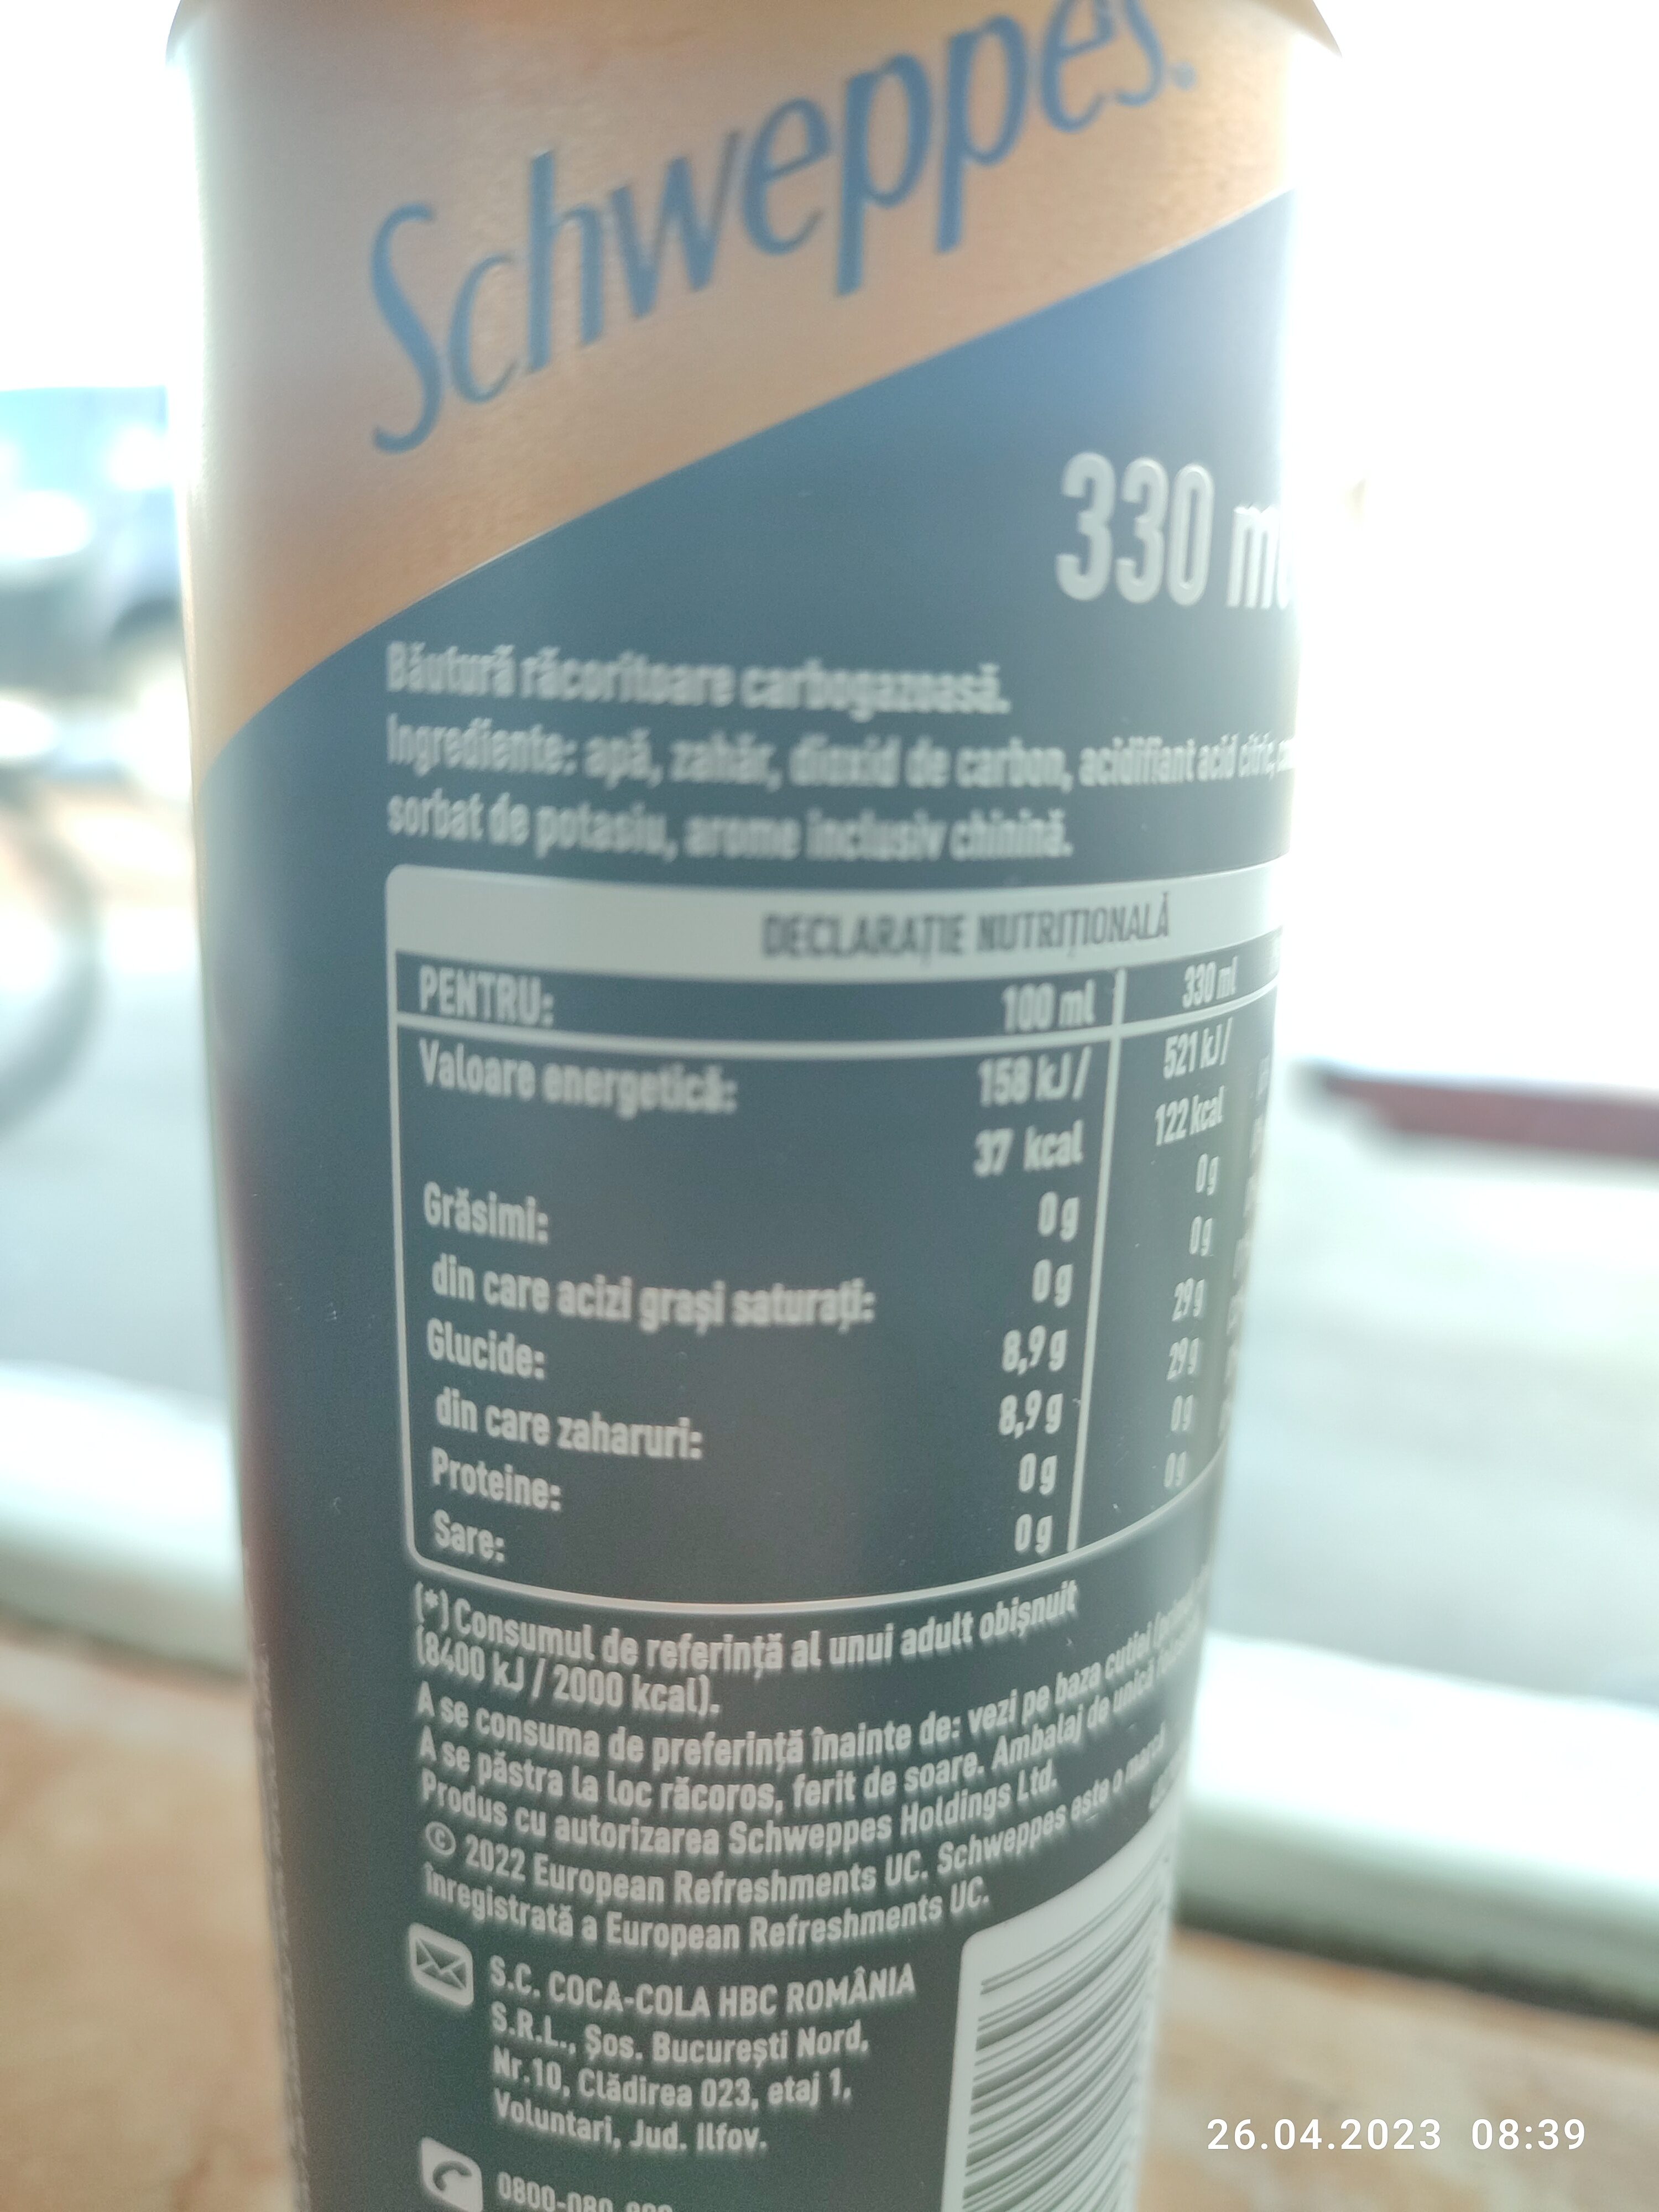 Schweppes
330 ml
Băutură răcoritoare carbogazoasă.
Ingrediente: apă, zahăr, dioxid de carbon, acidifiant acid citric,
sorbat de potasiu, arome inclusiv chinină.
DECLARAȚIE NUTRIȚIONALĂ
PENTRU: 100 ml 330 ml
Valoare energetică: 158 kJ/ 521 kJ/
37 kcal 122 kcal
Grăsimi: 0 g 0 g
din care acizi grași saturați: 0 g 0 g
Glucide: 8,9 g 29 g
din care zaharuri: 8,9 g 29 g
Proteine: 0 g 0 g
Sare: 0 g 0 g
(*) Consumul de referință al unui adult obișnuit
(8400 kJ / 2000 kcal).
A se consuma de preferință înainte de: vezi pe baza cutiei
A se păstra la loc răcoros, ferit de soare. Ambalaj de unică
Produs cu autorizarea Schweppes Holdings Ltd.
© 2022 European Refreshments UC. Schweppes este o marcă
înregistrată a European Refreshments UC.
S.C. COCA-COLA HBC ROMÂNIA
S.R.L., Șos. București Nord,
Nr.10, Clădirea 023, etaj 1,
Voluntari, Jud. Ilfov.
0800-080-
26.04.2023 08:39